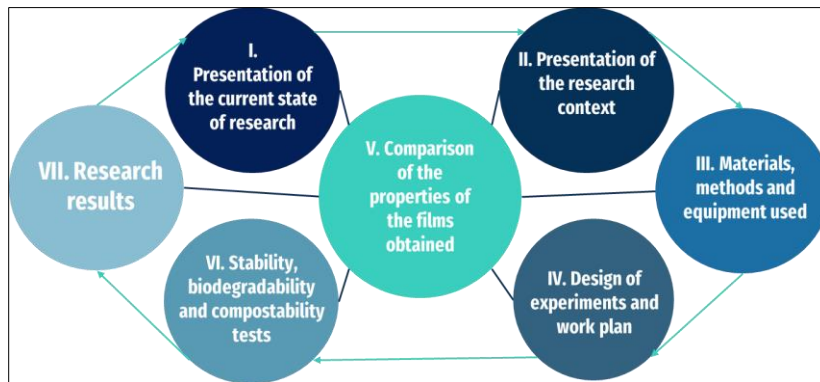 I.
Presentation of
the current state
of research
II. Presentation of
the research
context
III. Materials,
methods and
equipment used
IV. Design of
experiments and
work plan
V. Comparison
of the
properties of
the films
obtained
VI. Stability,
biodegradability
and compostability
tests
VII. Research
results